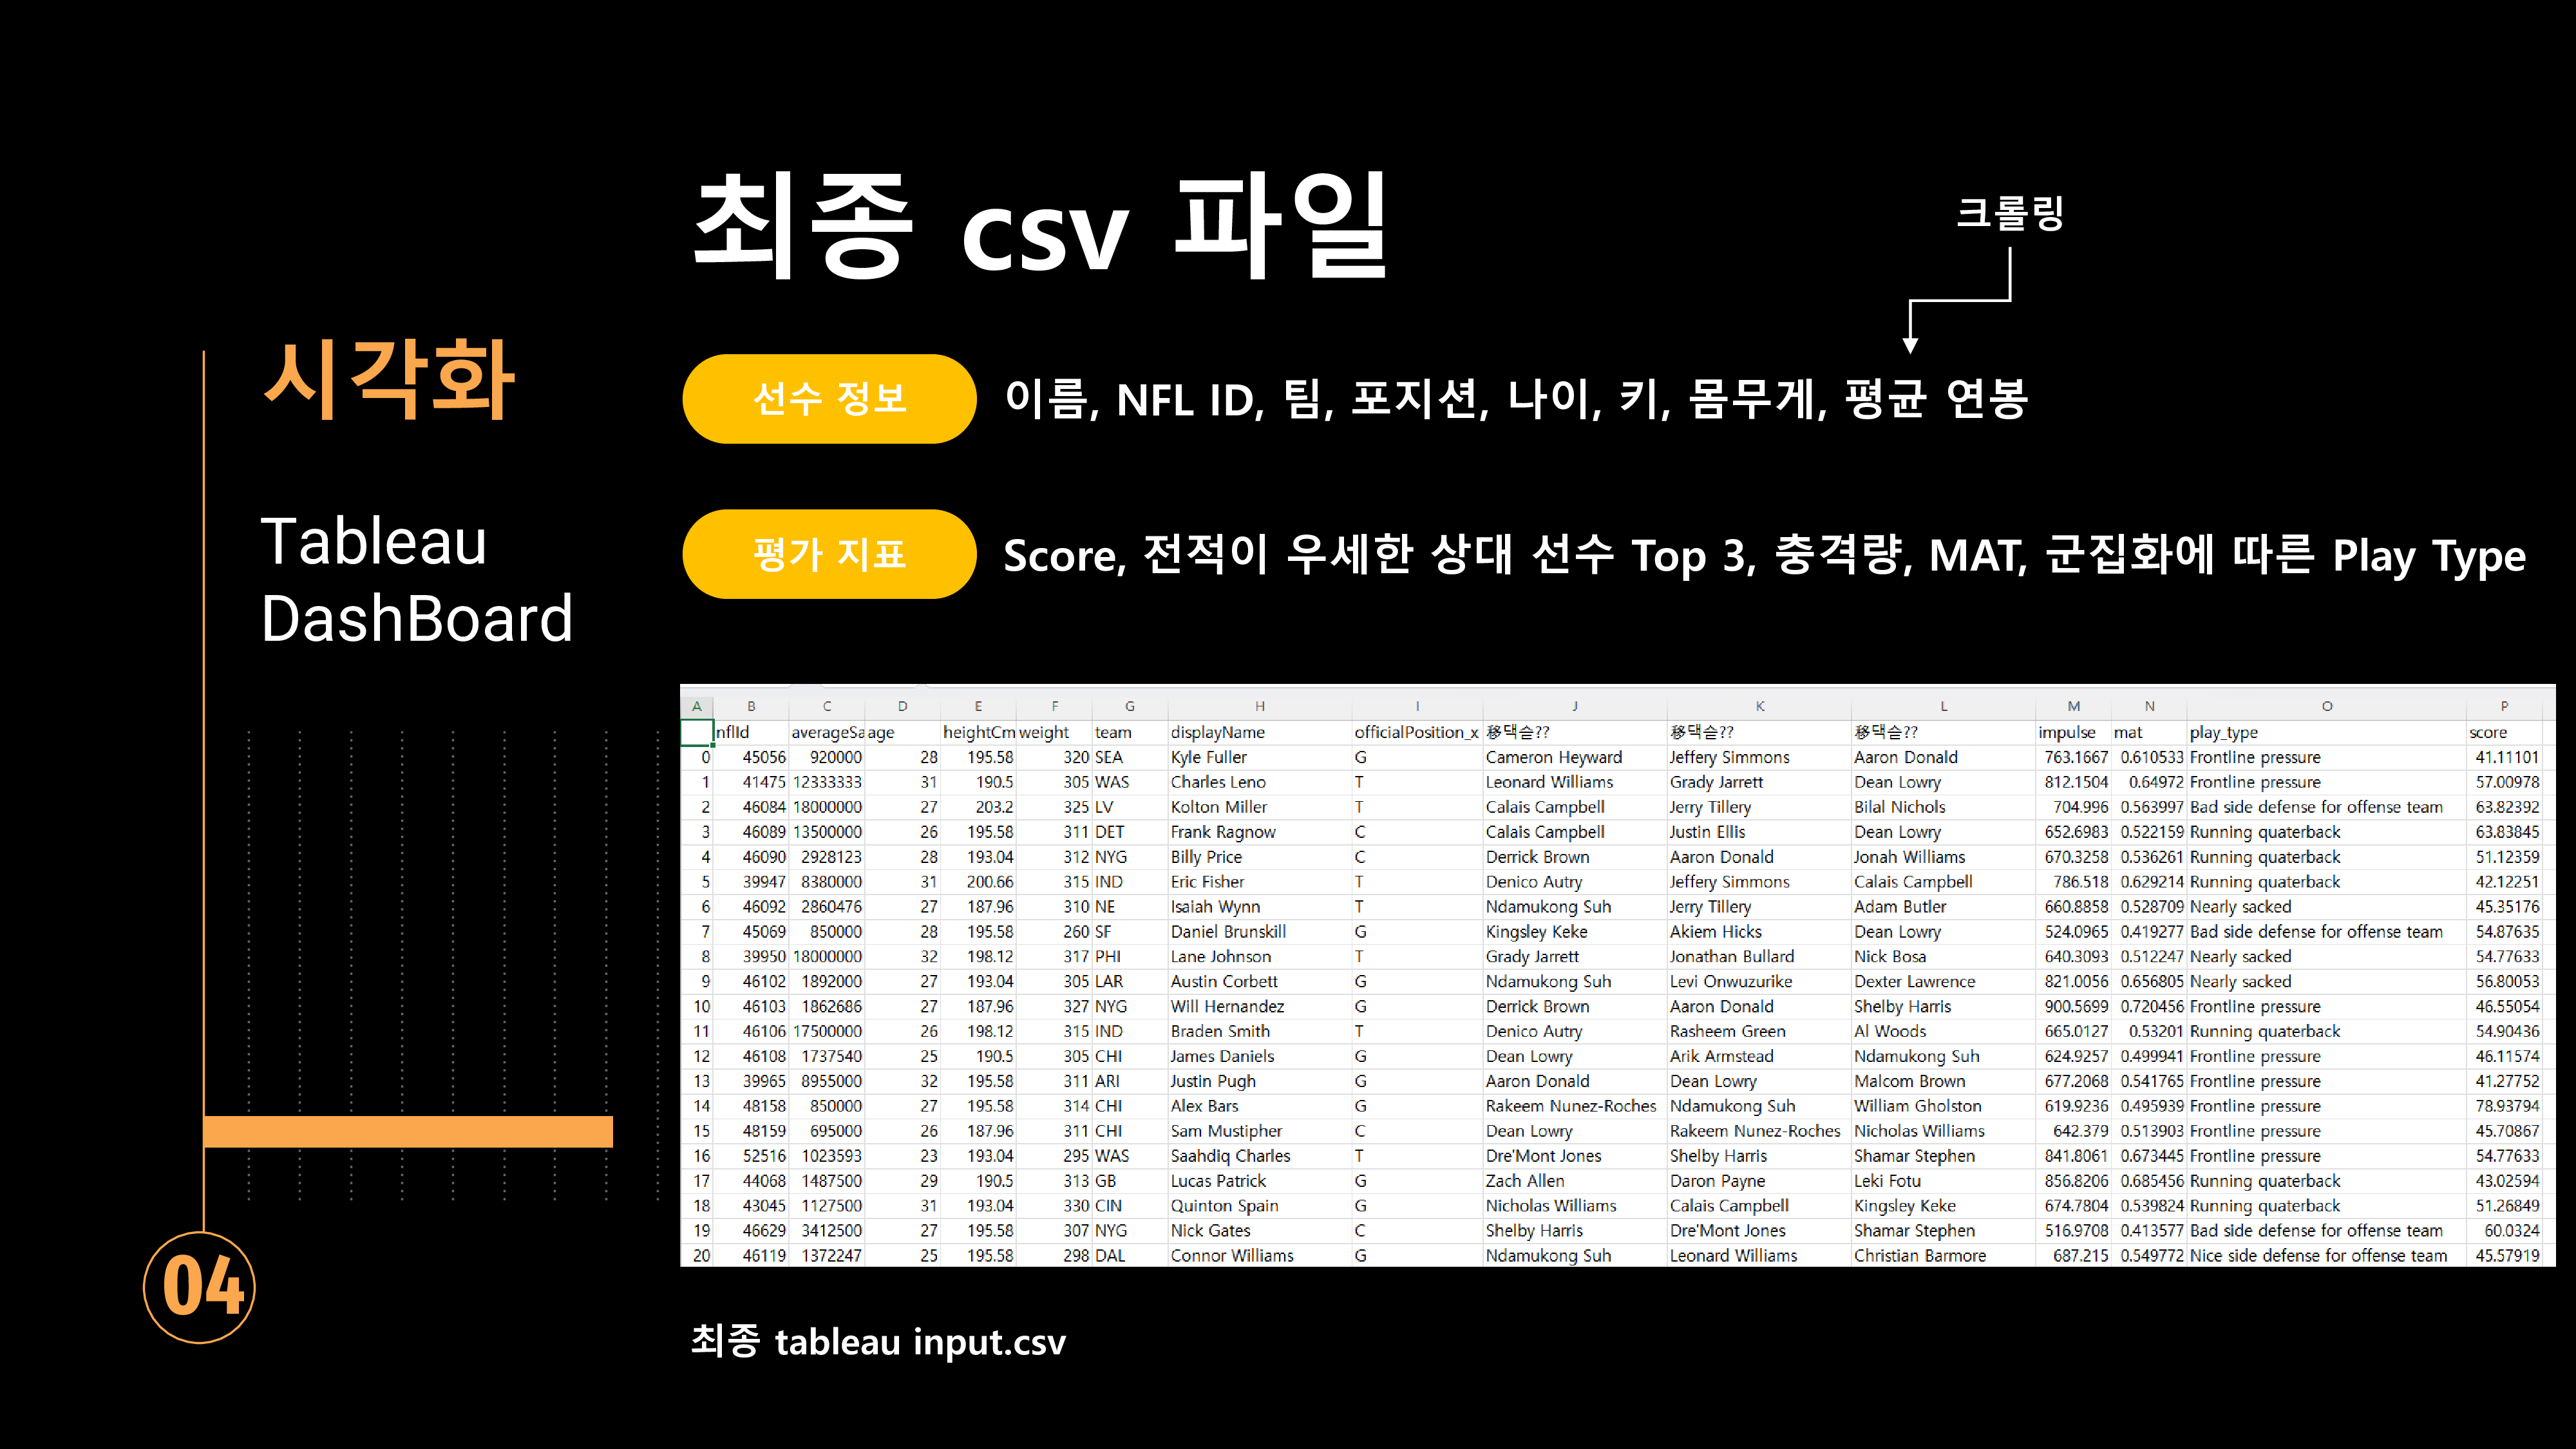 최종 csv 파일
크롤링
시각화
Tableau
DashBoard
선수 정보 이름, NFL ID, 팀, 포지션, 나이, 키, 몸무게, 평균 연봉
평가 지표 Score, 전적이 우세한 상대 선수 Top 3, 충격량, MAT, 군집화에 따른 Play Type
A B C D E F G H I J K L M N O P
nflId averageSa age heightCm weight team displayName officialPosition_x 移댁슫?? 移댁슫?? 移댁슫?? impulse mat play_type score
0 45056 920000 28 195.58 320 SEA Kyle Fuller G Cameron Heyward Jeffery Simmons Aaron Donald 763.1667 0.610533 Frontline pressure 41.11101
1 41475 12333333 31 190.5 305 WAS Charles Leno T Leonard Williams Grady Jarrett Dean Lowry 812.1504 0.64972 Frontline pressure 57.00978
2 46084 18000000 27 203.2 325 LV Kolton Miller T Calais Campbell Jerry Tillery Bilal Nichols 704.996 0.563997 Bad side defense for offense team 63.82392
3 46089 13500000 26 195.58 311 DET Frank Ragnow C Calais Campbell Justin Ellis Dean Lowry 652.6983 0.522159 Running quaterback 63.83845
4 46090 2928123 28 193.04 312 NYG Billy Price C Derrick Brown Aaron Donald Jonah Williams 670.3258 0.536261 Running quaterback 51.12359
5 39947 8380000 31 200.66 315 IND Eric Fisher T Denico Autry Jeffery Simmons Calais Campbell 786.518 0.629214 Running quaterback 42.12251
6 46092 2860476 27 187.96 310 NE Isaiah Wynn T Ndamukong Suh Jerry Tillery Adam Butler 660.8858 0.528709 Nearly sacked 45.35176
7 45069 850000 28 195.58 260 SF Daniel Brunskill G Kingsley Keke Akiem Hicks Dean Lowry 524.0965 0.419277 Bad side defense for offense team 54.87635
8 39950 18000000 32 198.12 317 PHI Lane Johnson T Grady Jarrett Jonathan Bullard Nick Bosa 640.3093 0.512247 Nearly sacked 54.77633
9 46102 1892000 27 193.04 305 LAR Austin Corbett G Ndamukong Suh Levi Onwuzurike Dexter Lawrence 821.0056 0.656805 Nearly sacked 56.80053
10 46103 1862686 27 187.96 327 NYG Will Hernandez G Derrick Brown Aaron Donald Shelby Harris 900.5699 0.720456 Frontline pressure 46.55054
11 46106 17500000 26 198.12 315 IND Braden Smith T Denico Autry Rasheem Green Al Woods 665.0127 0.53201 Running quaterback 54.90436
12 46108 1737540 25 190.5 305 CHI James Daniels G Dean Lowry Arik Armstead Ndamukong Suh 624.9257 0.499941 Frontline pressure 46.11574
13 39965 8955000 32 195.58 311 ARI Justin Pugh G Aaron Donald Dean Lowry Malcom Brown 677.2068 0.541765 Frontline pressure 41.27752
14 48158 850000 27 195.58 314 CHI Alex Bars G Rakeem Nunez-Roches Ndamukong Suh William Gholston 619.9236 0.495939 Frontline pressure 78.93794
15 48159 695000 26 187.96 311 CHI Sam Mustipher C Dean Lowry Rakeem Nunez-Roches Nicholas Williams 642.379 0.513903 Frontline pressure 45.70867
16 52516 1023593 23 193.04 295 WAS Saahdiq Charles T Dre'Mont Jones Shelby Harris Shamar Stephen 841.8061 0.673445 Frontline pressure 54.77633
17 44068 1487500 29 190.5 313 GB Lucas Patrick G Zach Allen Daron Payne Leki Fotu 856.8206 0.685456 Running quaterback 43.02594
18 43045 1127500 31 193.04 330 CIN Quinton Spain G Nicholas Williams Calais Campbell Kingsley Keke 674.7804 0.539824 Running quaterback 51.26849
19 46629 3412500 27 195.58 307 NYG Nick Gates C Shelby Harris Dre'Mont Jones Shamar Stephen 516.9708 0.413577 Bad side defense for offense team 60.0324
20 46119 1372247 25 195.58 298 DAL Connor Williams G Ndamukong Suh Leonard Williams Christian Barmore 687.215 0.549772 Nice side defense for offense team 45.57919
04
최종 tableau input.csv